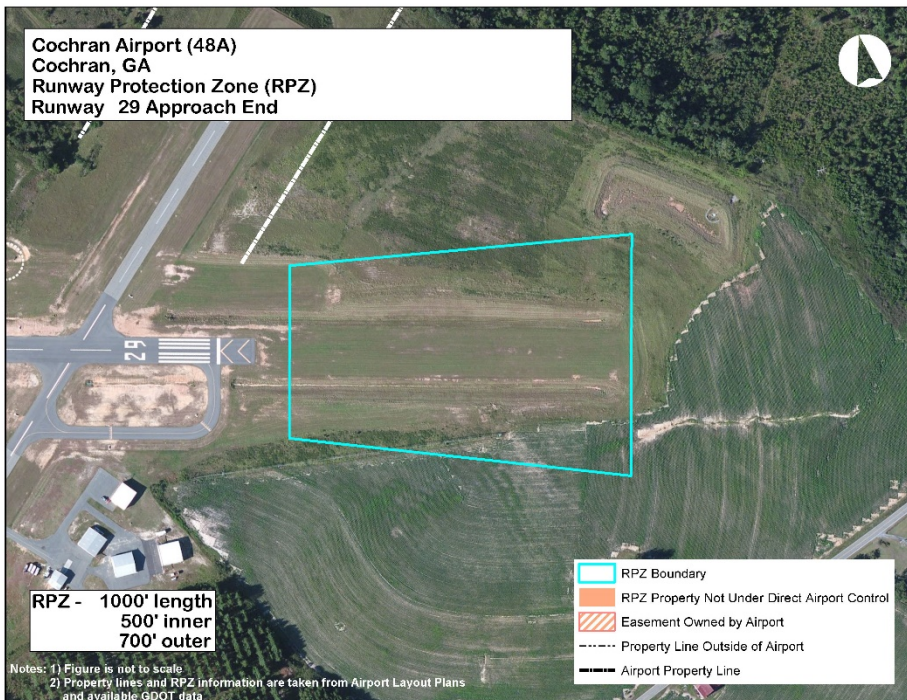 Cochran Airport (48A)
Cochran, GA
Runway Protection Zone (RPZ)
Runway 29 Approach End
29
RPZ - 1000' length
500' inner
700' outer
RPZ Boundary
RPZ Property Not Under Direct Airport Control
Easement Owned by Airport
Property Line Outside of Airport
Airport Property Line
Notes: 1) Figure is not to scale
2) Property lines and RPZ information are taken from Airport Layout Plans
and available GDOT data